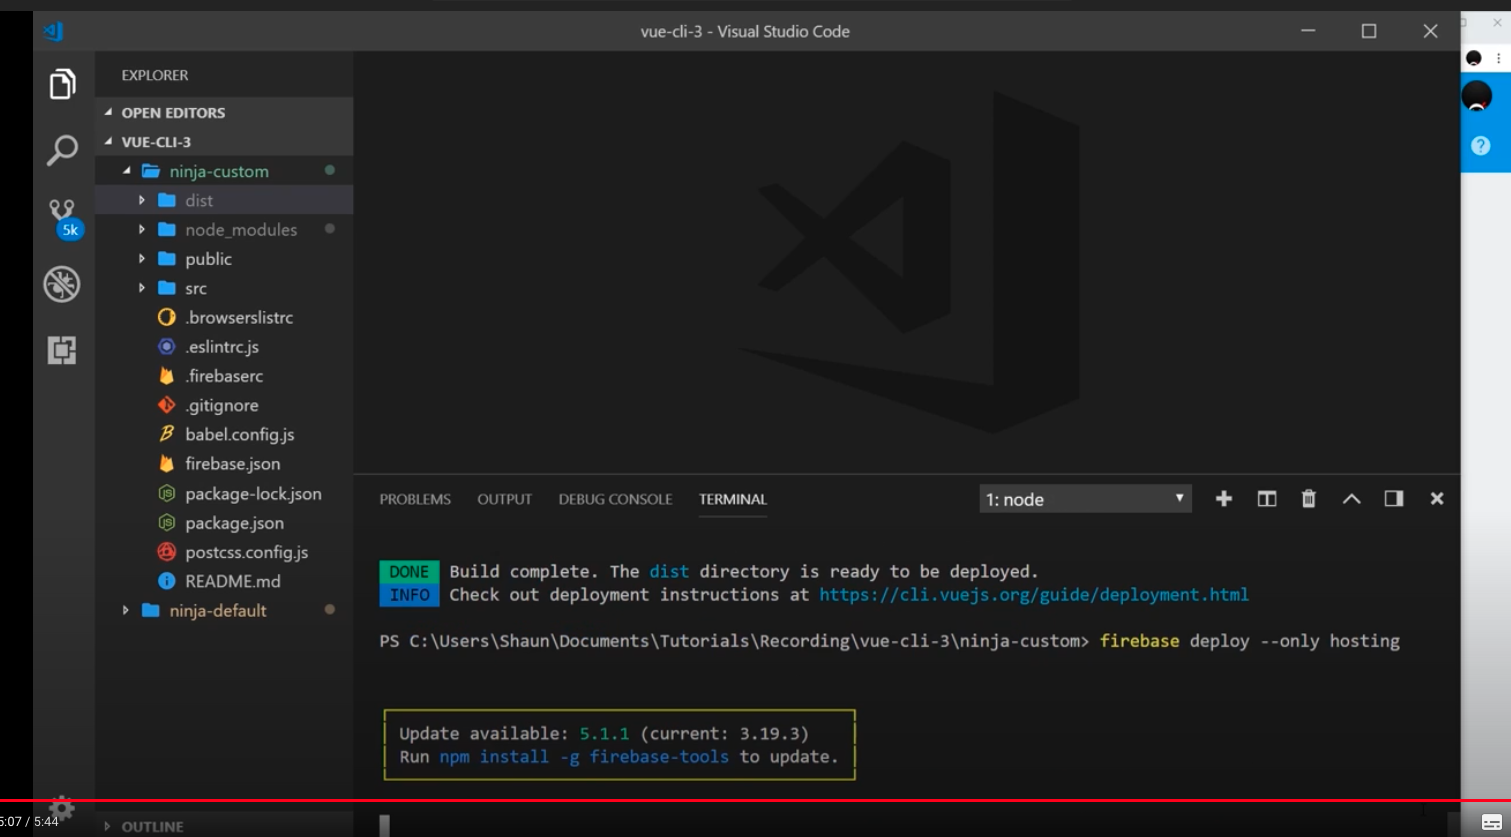 vue-cli-3 - Visual Studio Code
EXPLORER
OPEN EDITORS
VUE-CLI-3
ninja-custom
dist
node_modules
public
src
.browserslistrc
.eslintrc.js
.firebaserc
.gitignore
babel.config.js
firebase.json
package-lock.json
package.json
postcss.config.js
README.md
ninja-default
OUTLINE
5k
PROBLEMS OUTPUT DEBUG CONSOLE TERMINAL 1: node
DONE Build complete. The dist directory is ready to be deployed.
INFO Check out deployment instructions at https://cli.vuejs.org/guide/deployment.html
PS C:\Users\Shaun\Documents\Tutorials\Recording\vue-cli-3\ninja-custom> firebase deploy --only hosting
Update available: 5.1.1 (current: 3.19.3)
Run npm install -g firebase-tools to update.
5:07 / 5:44